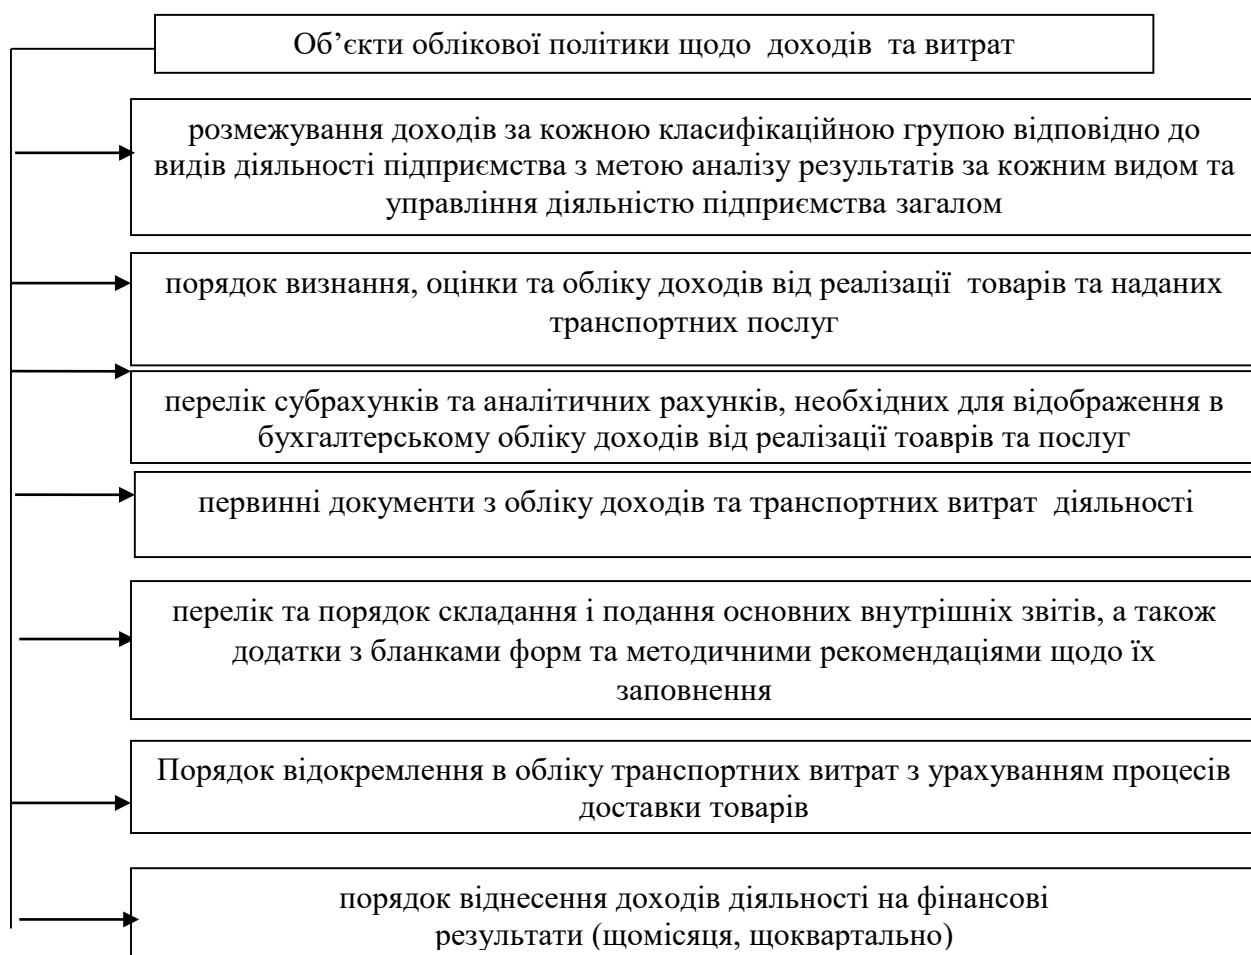 Об’єкти облікової політики щодо доходів та витрат
розмежування доходів за кожною класифікаційною групою відповідно до
видів діяльності підприємства з метою аналізу результатів за кожним видом та
управління діяльністю підприємства загалом
порядок визнання, оцінки та обліку доходів від реалізації товарів та наданих
транспортних послуг
перелік субрахунків та аналітичних рахунків, необхідних для відображення в
бухгалтерському обліку доходів від реалізації тоаврів та послуг
первинні документи з обліку доходів та транспортних витрат діяльності
перелік та порядок складання і подання основних внутрішніх звітів, а також
додатки з бланками форм та методичними рекомендаціями щодо їх
заповнення
Порядок відокремлення в обліку транспортних витрат з урахуванням процесів
доставки товарів
порядок віднесення доходів діяльності на фінансові
результати (щомісяця, щоквартально)